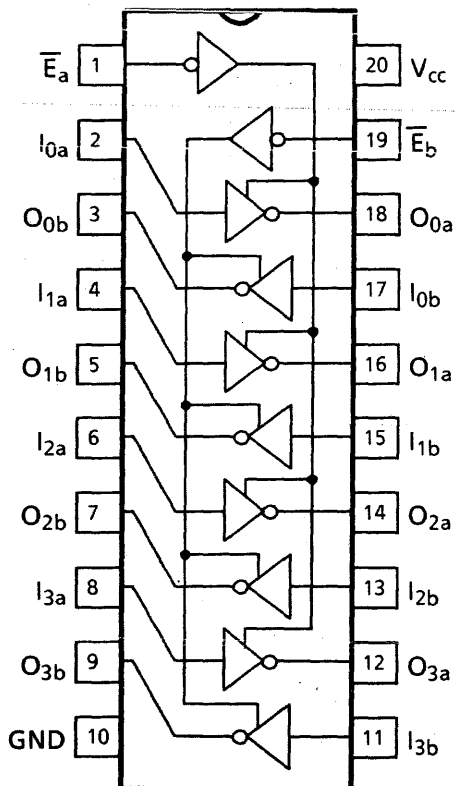 E̅a 1 20 Vcc
I0a 2 19 E̅b
O0b 3 18 O0a
I1a 4 17 I0b
O1b 5 16 O1a
I2a 6 15 I1b
O2b 7 14 O2a
I3a 8 13 I2b
O3b 9 12 O3a
GND 10 11 I3b